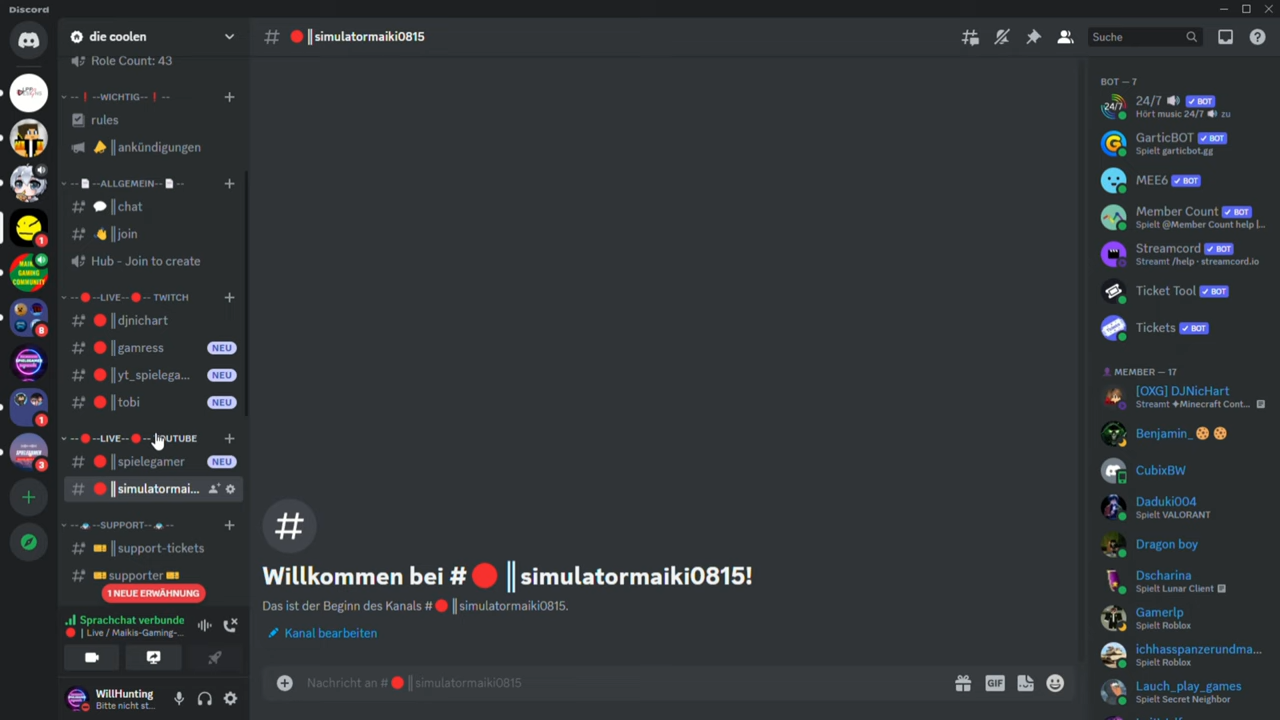 Discord
die coolen
Role Count: 43
-- --WICHTIG-- --
rules
║ankündigungen
-- --ALLGEMEIN-- --
║chat
║join
Hub - Join to create
-- --LIVE-- -- TWITCH
║djnichart
║gamress
NEU
║yt_spielega...
NEU
║tobi
NEU
-- --LIVE-- --
║spielegamer
NEU
║simulatormai...
-- --SUPPORT-- --
║support-tickets
supporter
1 NEUE ERWÄHNUNG
Sprachchat verbunde
| Live / Maikis-Gaming-...
WillHunting
Bitte nicht st...
║simulatormaiki0815
Willkommen bei # ║simulatormaiki0815!
Das ist der Beginn des Kanals # ║simulatormaiki0815.
Kanal bearbeiten
Nachricht an # ║simulatormaiki0815
GIF
Suche
BOT — 7
24/7 BOT
Hört music 24/7 zu
GarticBOT BOT
Spielt garticbot.gg
MEE6 BOT
Member Count BOT
Spielt @Member Count help |...
Streamcord BOT
Streamt /help · streamcord.io
Ticket Tool BOT
Tickets BOT
MEMBER — 17
[OXG] DJNicHart
Streamt ✦Minecraft Cont...
Benjamin_
CubixBW
Daduki004
Spielt VALORANT
Dragon boy
Dscharina
Spielt Lunar Client
Gamerlp
Spielt Roblox
ichhasspanzerundma...
Spielt Roblox
Lauch_play_games
Spielt Secret Neighbor